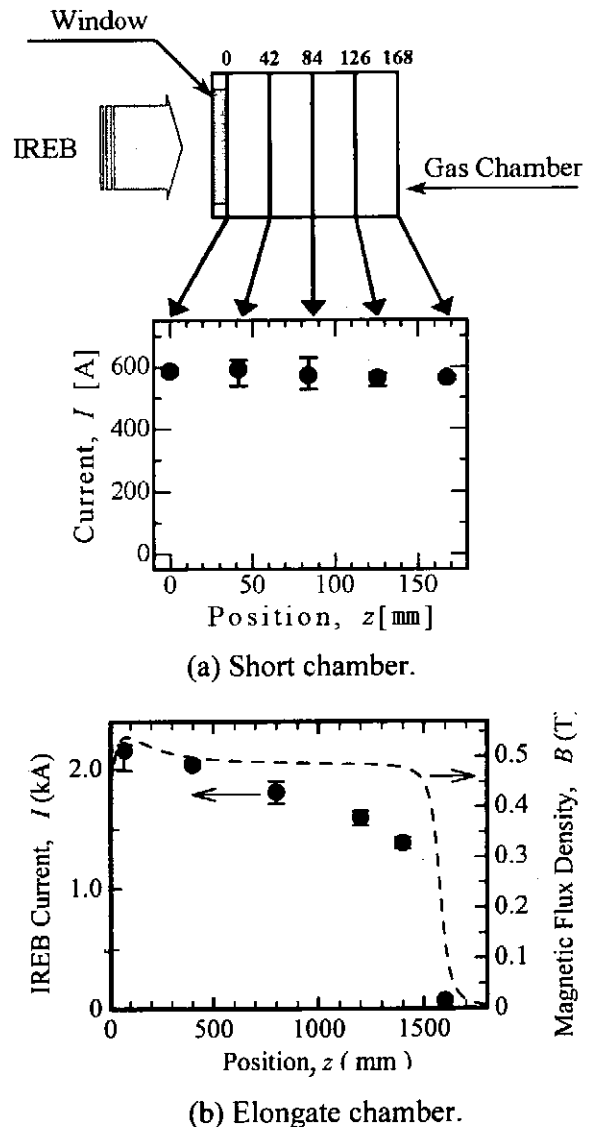 Window
0 42 84 126 168
IREB
Gas Chamber
Current, I [A]
600
400
200
0
0 50 100 150
Position, z[mm]
(a) Short chamber.
IREB Current, I (kA)
2.0
1.0
0
Magnetic Flux Density, B (T)
0.5
0.4
0.3
0.2
0.1
0
0 500 1000 1500
Position, z ( mm )
(b) Elongate chamber.